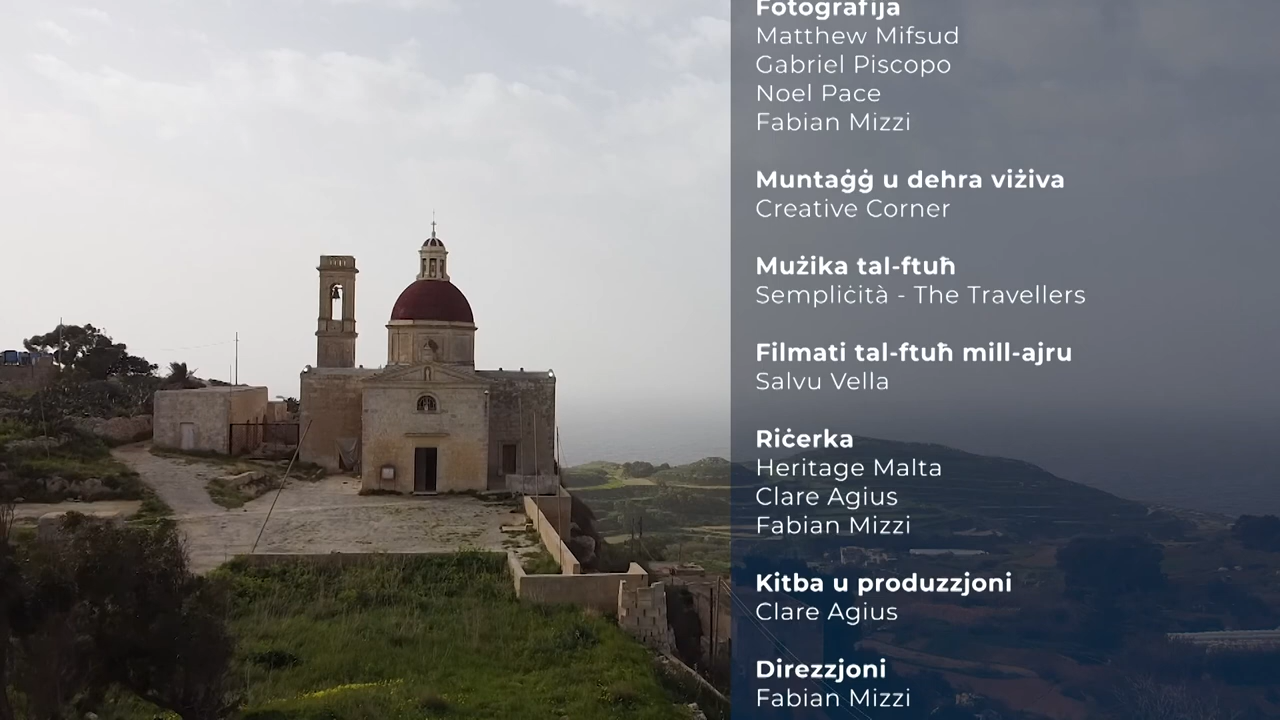 Fotografija
Matthew Mifsud
Gabriel Piscopo
Noel Pace
Fabian Mizzi
Muntaġġ u dehra viżiva
Creative Corner
Mużika tal-ftuħ
Sempliċità - The Travellers
Filmati tal-ftuħ mill-ajru
Salvu Vella
Riċerka
Heritage Malta
Clare Agius
Fabian Mizzi
Kitba u produzzjoni
Clare Agius
Direzzjoni
Fabian Mizzi